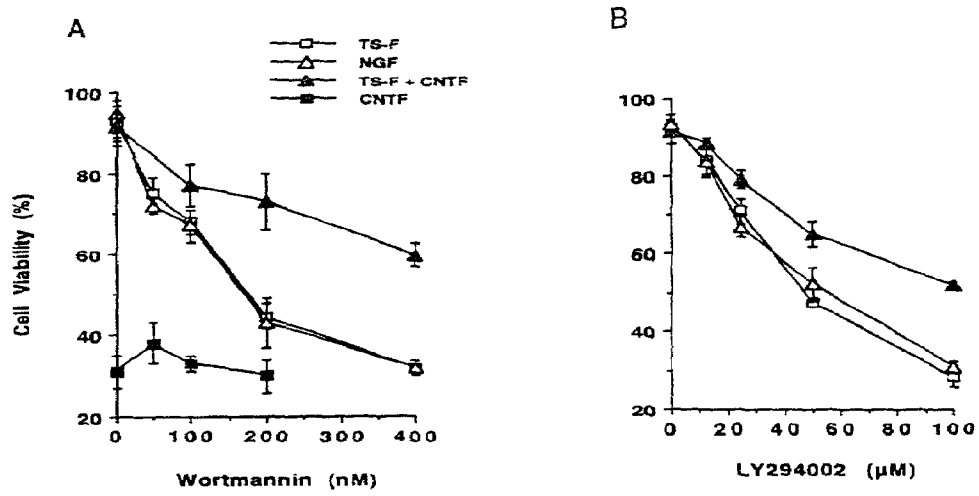 A
TS-F
NGF
TS-F + CNTF
CNTF
Cell Viability (%)
100
80
60
40
20
0 100 200 300 400
Wortmannin (nM)
B
100
80
60
40
20
0 20 40 60 80 100
LY294002 (µM)